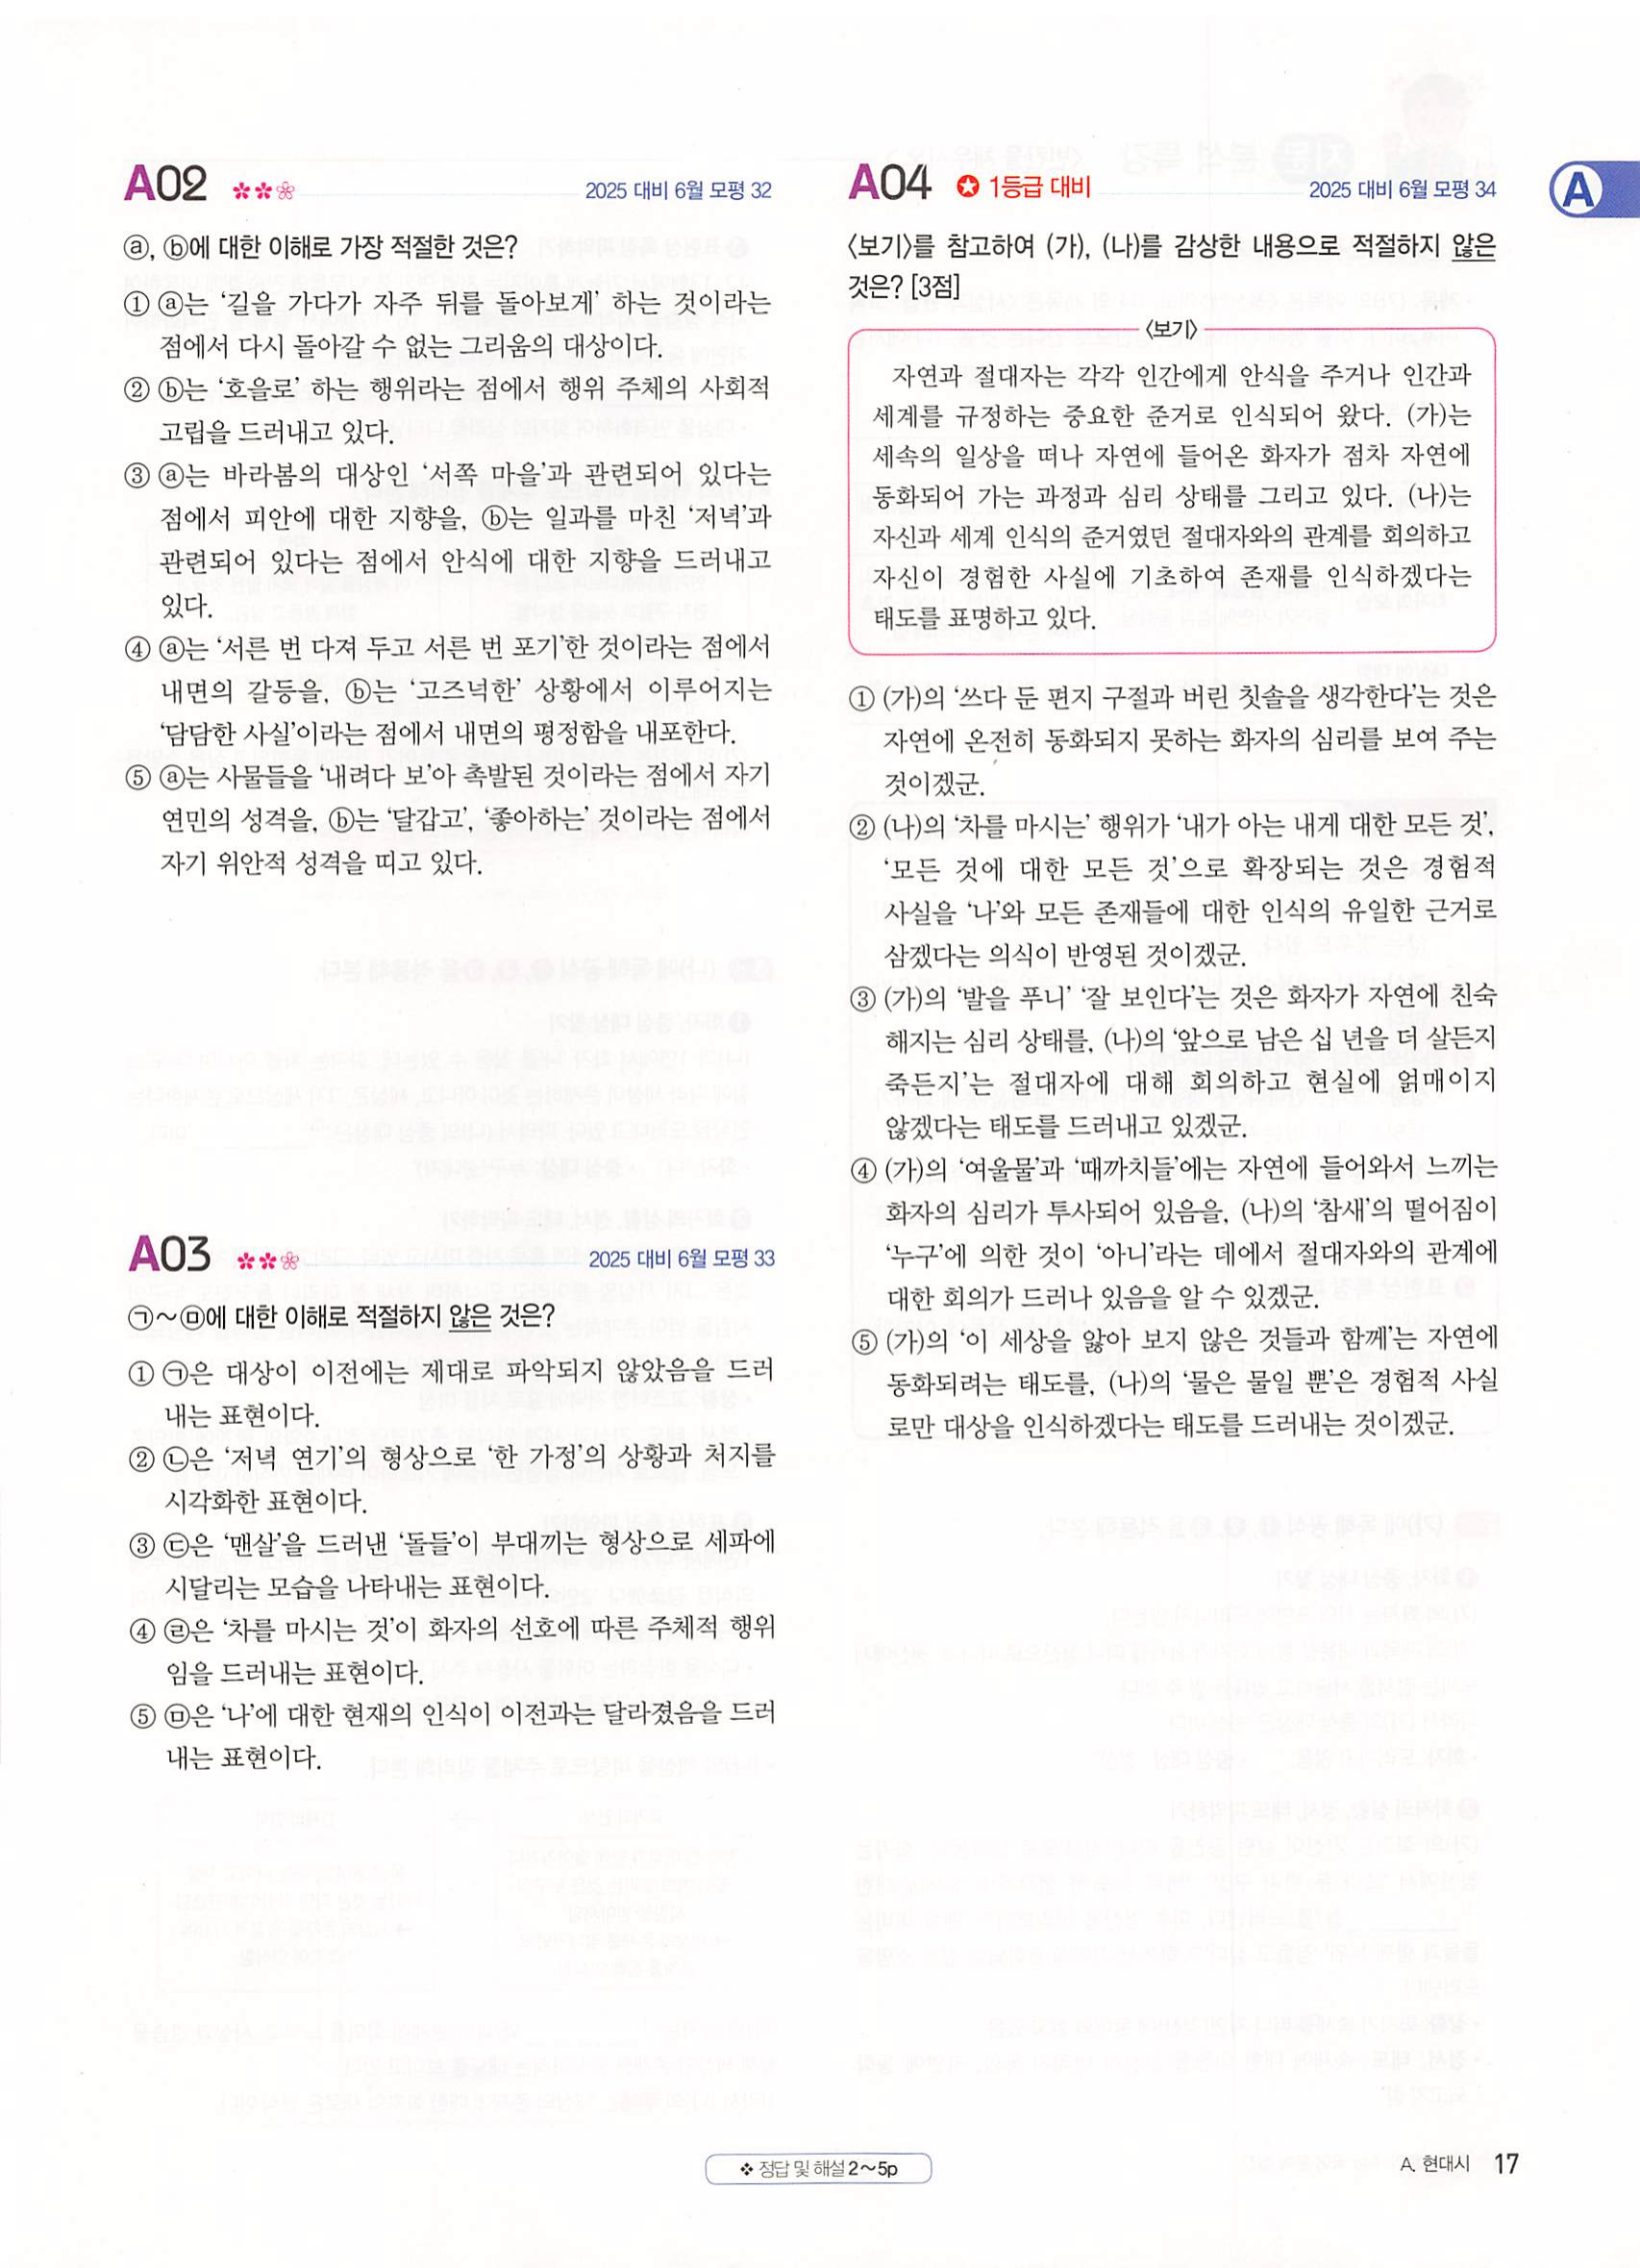 A02 2025 대비 6월 모평 32
ⓐ, ⓑ에 대한 이해로 가장 적절한 것은?
① ⓐ는 ‘길을 가다가 자주 뒤를 돌아보게’ 하는 것이라는
점에서 다시 돌아갈 수 없는 그리움의 대상이다.
② ⓑ는 ‘호을로’ 하는 행위라는 점에서 행위 주체의 사회적
고립을 드러내고 있다.
③ ⓐ는 바라봄의 대상인 ‘서쪽 마을’과 관련되어 있다는
점에서 피안에 대한 지향을, ⓑ는 일과를 마친 ‘저녁’과
관련되어 있다는 점에서 안식에 대한 지향을 드러내고
있다.
④ ⓐ는 ‘서른 번 다져 두고 서른 번 포기’한 것이라는 점에서
내면의 갈등을, ⓑ는 ‘고즈넉한’ 상황에서 이루어지는
‘담담한 사실’이라는 점에서 내면의 평정함을 내포한다.
⑤ ⓐ는 사물들을 ‘내려다 보’아 촉발된 것이라는 점에서 자기
연민의 성격을, ⓑ는 ‘달갑고’, ‘좋아하는’ 것이라는 점에서
자기 위안적 성격을 띠고 있다.
A03 2025 대비 6월 모평 33
㉠～㉤에 대한 이해로 적절하지 않은 것은?
① ㉠은 대상이 이전에는 제대로 파악되지 않았음을 드러
내는 표현이다.
② ㉡은 ‘저녁 연기’의 형상으로 ‘한 가정’의 상황과 처지를
시각화한 표현이다.
③ ㉢은 ‘맨살’을 드러낸 ‘돌들’이 부대끼는 형상으로 세파에
시달리는 모습을 나타내는 표현이다.
④ ㉣은 ‘차를 마시는 것’이 화자의 선호에 따른 주체적 행위
임을 드러내는 표현이다.
⑤ ㉤은 ‘나’에 대한 현재의 인식이 이전과는 달라졌음을 드러
내는 표현이다.
A04 ✪ 1등급 대비 2025 대비 6월 모평 34
〈보기〉를 참고하여 (가), (나)를 감상한 내용으로 적절하지 않은
것은? [3점]
〈보기〉
자연과 절대자는 각각 인간에게 안식을 주거나 인간과
세계를 규정하는 중요한 준거로 인식되어 왔다. (가)는
세속의 일상을 떠나 자연에 들어온 화자가 점차 자연에
동화되어 가는 과정과 심리 상태를 그리고 있다. (나)는
자신과 세계 인식의 준거였던 절대자와의 관계를 회의하고
자신이 경험한 사실에 기초하여 존재를 인식하겠다는
태도를 표명하고 있다.
① (가)의 ‘쓰다 둔 편지 구절과 버린 칫솔을 생각한다’는 것은
자연에 온전히 동화되지 못하는 화자의 심리를 보여 주는
것이겠군.
② (나)의 ‘차를 마시는’ 행위가 ‘내가 아는 내게 대한 모든 것’,
‘모든 것에 대한 모든 것’으로 확장되는 것은 경험적
사실을 ‘나’와 모든 존재들에 대한 인식의 유일한 근거로
삼겠다는 의식이 반영된 것이겠군.
③ (가)의 ‘발을 푸니’ ‘잘 보인다’는 것은 화자가 자연에 친숙
해지는 심리 상태를, (나)의 ‘앞으로 남은 십 년을 더 살든지
죽든지’는 절대자에 대해 회의하고 현실에 얽매이지
않겠다는 태도를 드러내고 있겠군.
④ (가)의 ‘여울물’과 ‘때까치들’에는 자연에 들어와서 느끼는
화자의 심리가 투사되어 있음을, (나)의 ‘참새’의 떨어짐이
‘누구’에 의한 것이 ‘아니’라는 데에서 절대자와의 관계에
대한 회의가 드러나 있음을 알 수 있겠군.
⑤ (가)의 ‘이 세상을 앓아 보지 않은 것들과 함께’는 자연에
동화되려는 태도를, (나)의 ‘물은 물일 뿐’은 경험적 사실
로만 대상을 인식하겠다는 태도를 드러내는 것이겠군.
A
❖ 정답 및 해설 2～5p
A. 현대시 17